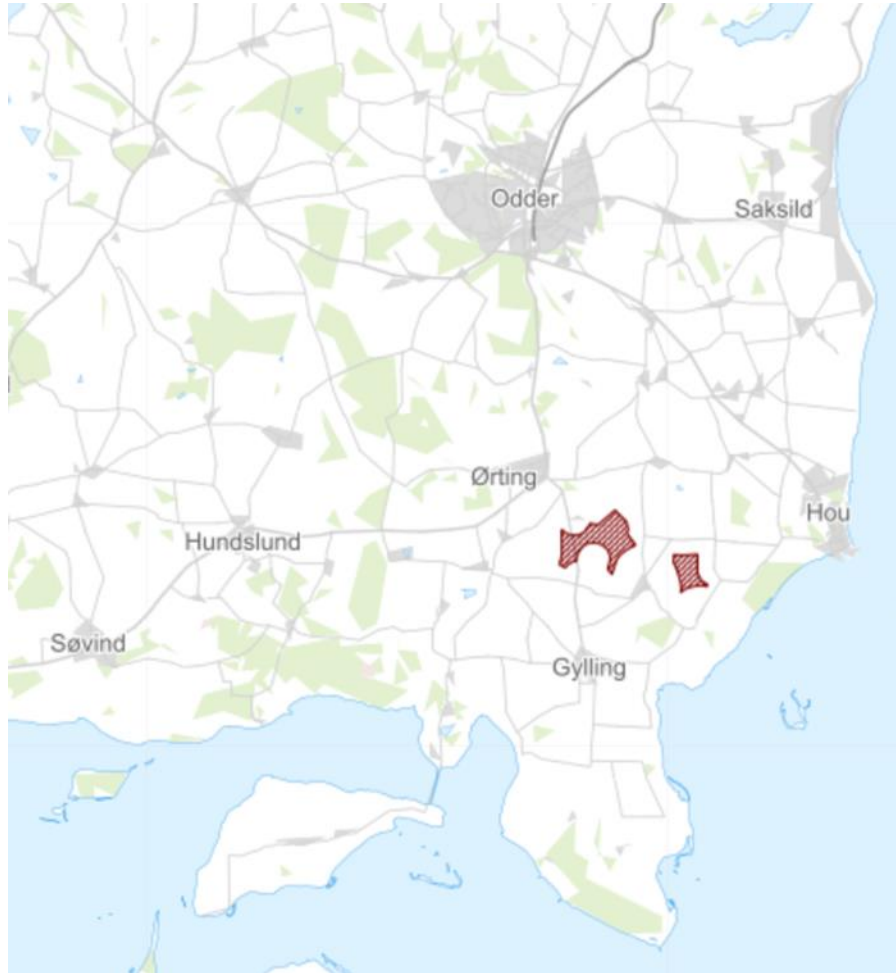 Odder
Saksild
Ørting
Hou
Hundslund
Søvind
Gylling